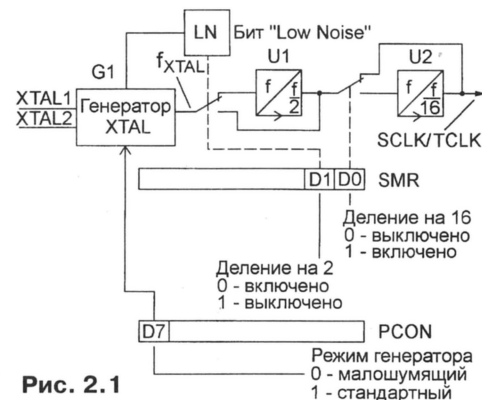 LN
Бит "Low Noise"
G1
fXTAL
U1
U2
XTAL1
XTAL2
Генератор
XTAL
f
f
2
f
f
16
SCLK/TCLK
D1
D0
SMR
Деление на 16
0 - выключено
1 - включено
Деление на 2
0 - включено
1 - выключено
D7
PCON
Режим генератора
0 - малошумящий
1 - стандартный
Рис. 2.1